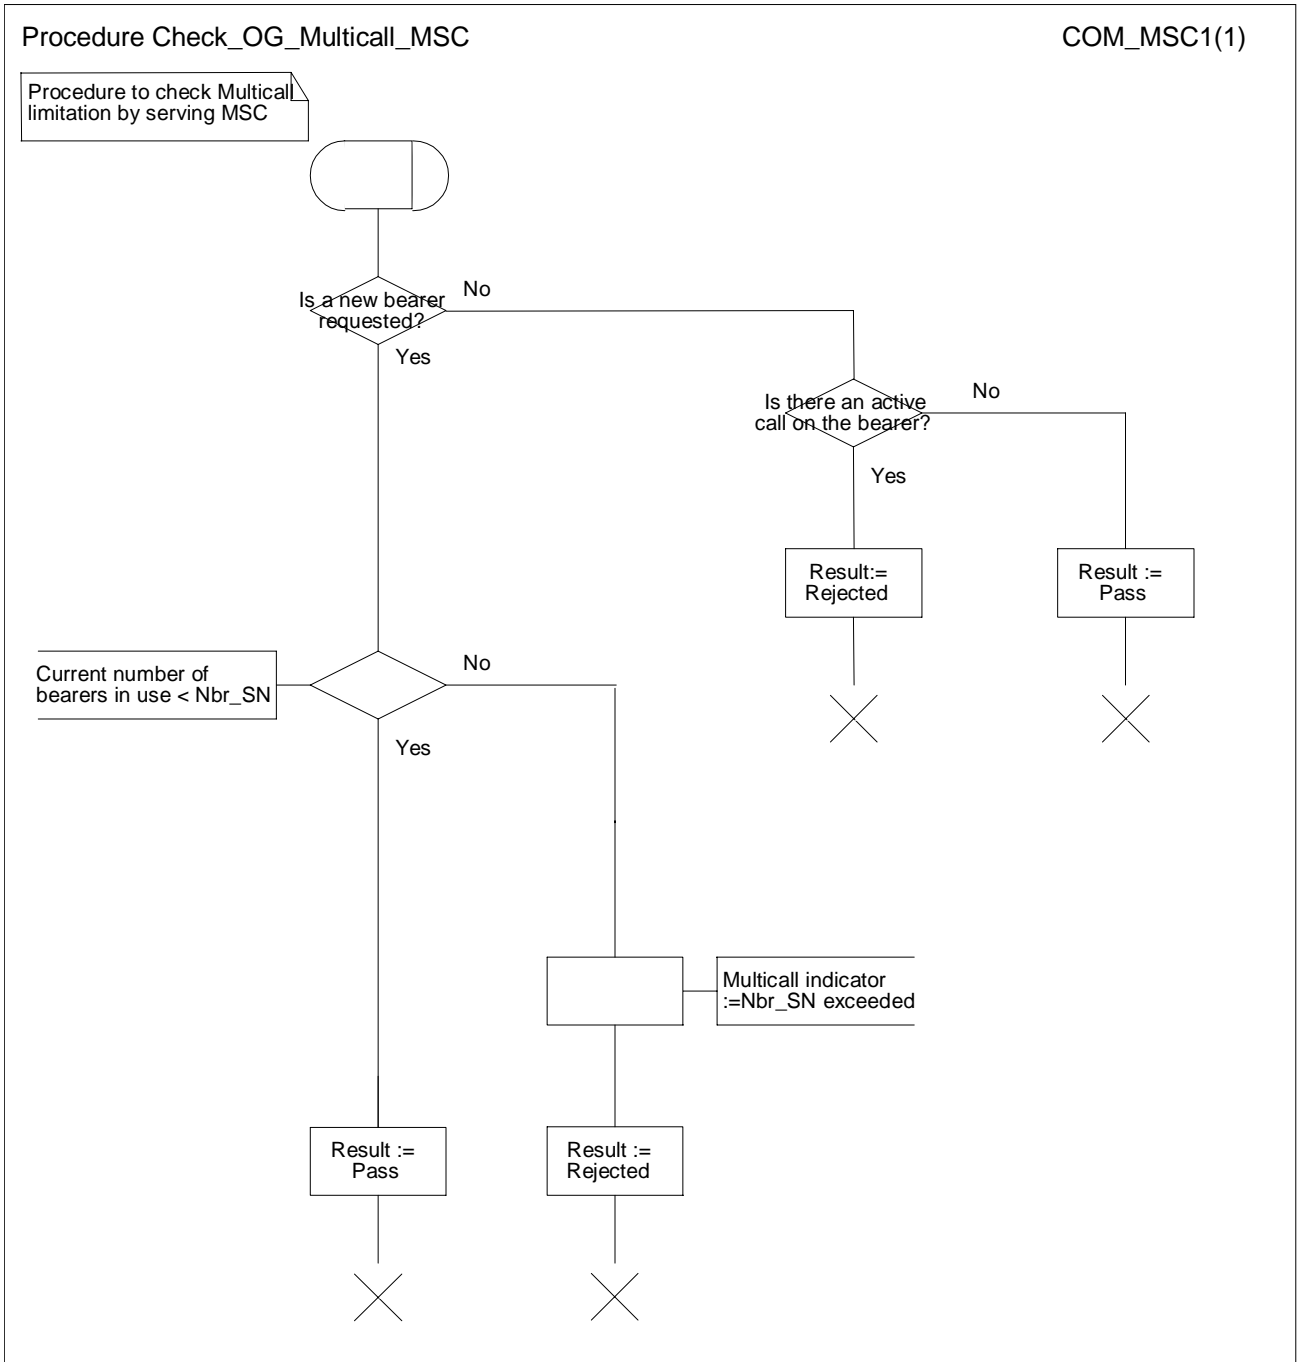 Procedure Check_OG_Multicall_MSC
COM_MSC1(1)
Procedure to check Multicall
limitation by serving MSC
Is a new bearer
requested?
No
Yes
Is there an active
call on the bearer?
No
Yes
Result:=
Rejected
Result :=
Pass
Current number of
bearers in use < Nbr_SN
No
Yes
Multicall indicator
:=Nbr_SN exceeded
Result :=
Pass
Result :=
Rejected